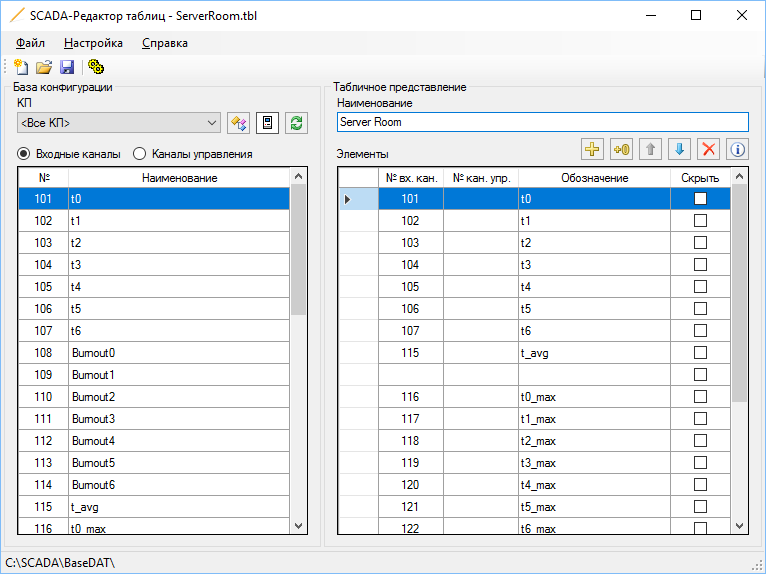 SCADA-Редактор таблиц - ServerRoom.tbl
Файл Настройка Справка
База конфигурации
КП
<Все КП>
Входные каналы Каналы управления
№ Наименование
101 t0
102 t1
103 t2
104 t3
105 t4
106 t5
107 t6
108 Burnout0
109 Burnout1
110 Burnout2
111 Burnout3
112 Burnout4
113 Burnout5
114 Burnout6
115 t_avg
116 t0_max
Табличное представление
Наименование
Server Room
Элементы
+0
№ вх. кан. № кан. упр. Обозначение Скрыть
101 t0
102 t1
103 t2
104 t3
105 t4
106 t5
107 t6
115 t_avg
116 t0_max
117 t1_max
118 t2_max
119 t3_max
120 t4_max
121 t5_max
122 t6_max
C:\SCADA\BaseDAT\